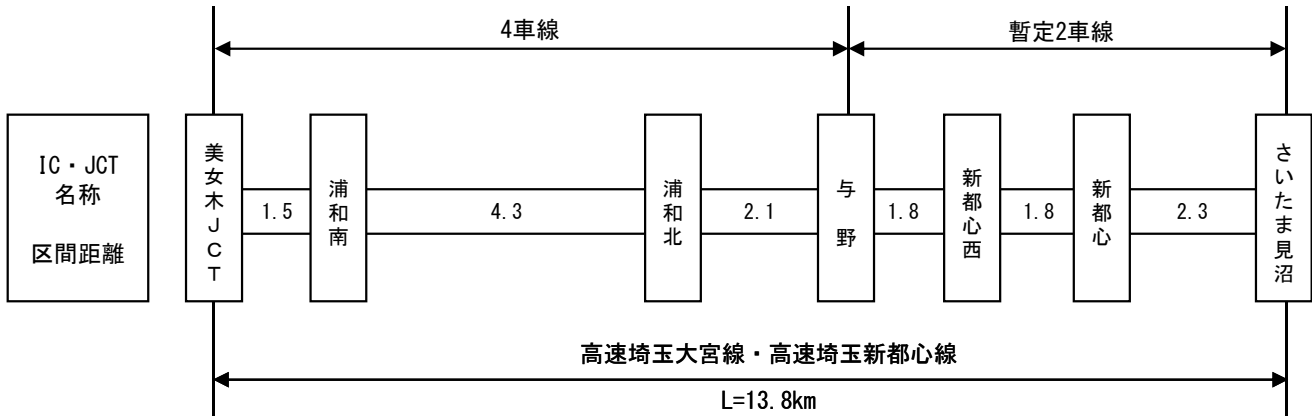 4車線
暫定2車線
IC・JCT
名称
区間距離
美女木JCT
1.5
浦和南
4.3
浦和北
2.1
与野
1.8
新都心西
1.8
新都心
2.3
さいたま見沼
高速埼玉大宮線・高速埼玉新都心線
L=13.8km